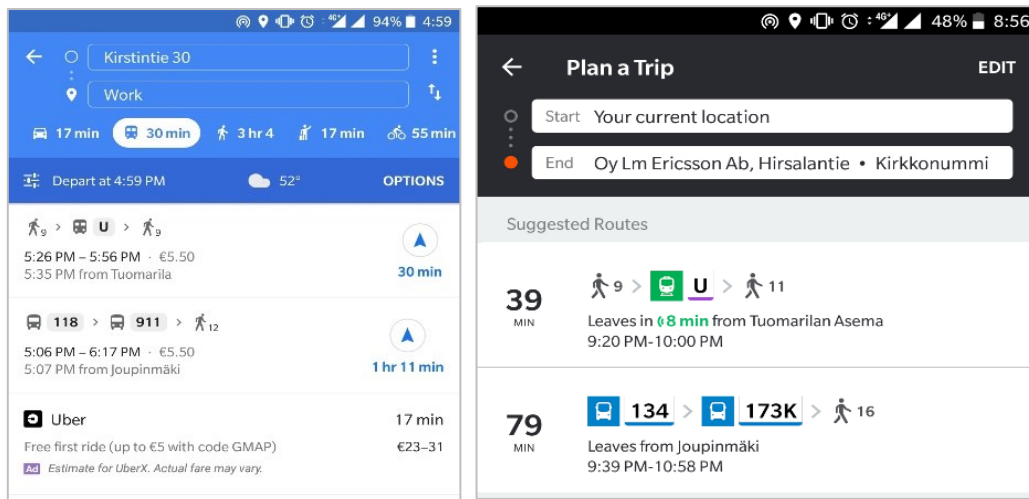 4G+ 94% 4:59
Kirstintie 30
Work
17 min 30 min 3 hr 4 17 min 55 min
Depart at 4:59 PM 52° OPTIONS
9 > U > 9
5:26 PM – 5:56 PM · €5.50
5:35 PM from Tuomarila
30 min
118 > 911 > 12
5:06 PM – 6:17 PM · €5.50
5:07 PM from Joupinmäki
1 hr 11 min
Uber 17 min
Free first ride (up to €5 with code GMAP) €23–31
Ad Estimate for UberX. Actual fare may vary.
4G+ 48% 8:56
Plan a Trip EDIT
Start Your current location
End Oy Lm Ericsson Ab, Hirsalantie • Kirkkonummi
Suggested Routes
39 MIN
9 > U > 11
Leaves in 8 min from Tuomarilan Asema
9:20 PM-10:00 PM
79 MIN
134 > 173K > 16
Leaves from Joupinmäki
9:39 PM-10:58 PM